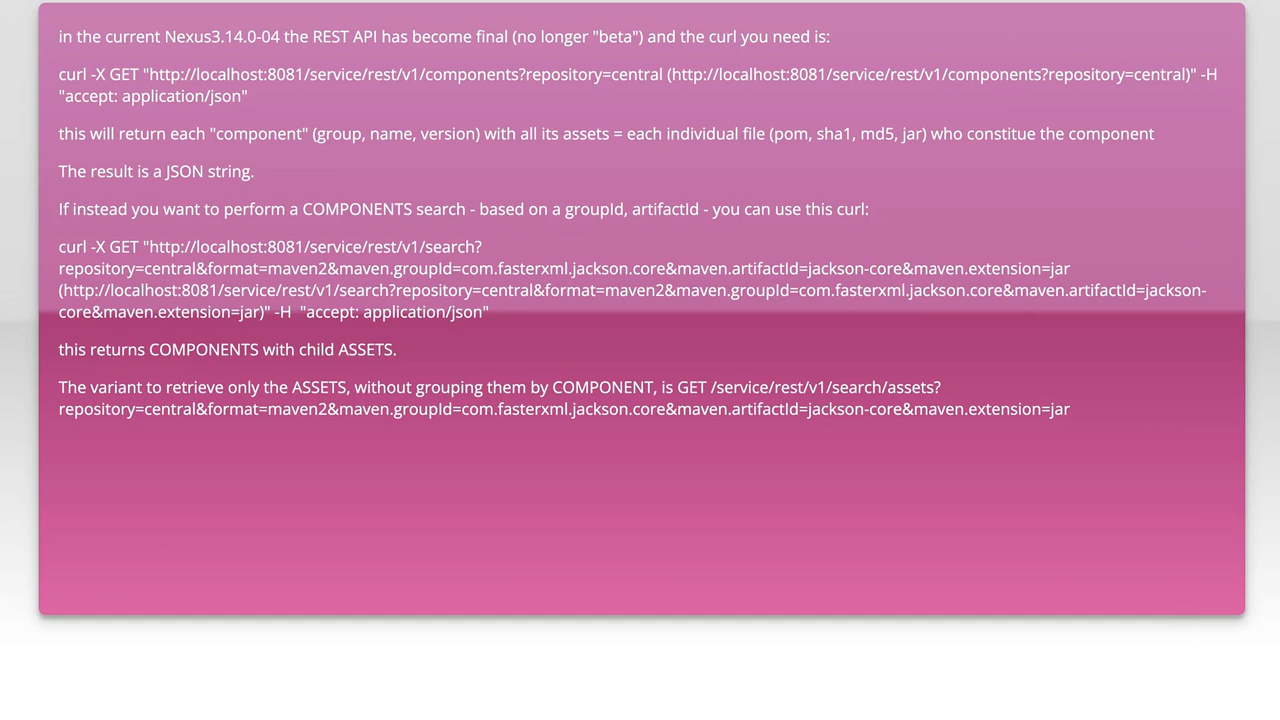 in the current Nexus3.14.0-04 the REST API has become final (no longer "beta") and the curl you need is:
curl -X GET "http://localhost:8081/service/rest/v1/components?repository=central (http://localhost:8081/service/rest/v1/components?repository=central)" -H
"accept: application/json"
this will return each "component" (group, name, version) with all its assets = each individual file (pom, sha1, md5, jar) who constitue the component
The result is a JSON string.
If instead you want to perform a COMPONENTS search - based on a groupId, artifactId - you can use this curl:
curl -X GET "http://localhost:8081/service/rest/v1/search?
repository=central&format=maven2&maven.groupId=com.fasterxml.jackson.core&maven.artifactId=jackson-core&maven.extension=jar
(http://localhost:8081/service/rest/v1/search?repository=central&format=maven2&maven.groupId=com.fasterxml.jackson.core&maven.artifactId=jackson-
core&maven.extension=jar)" -H  "accept: application/json"
this returns COMPONENTS with child ASSETS.
The variant to retrieve only the ASSETS, without grouping them by COMPONENT, is GET /service/rest/v1/search/assets?
repository=central&format=maven2&maven.groupId=com.fasterxml.jackson.core&maven.artifactId=jackson-core&maven.extension=jar